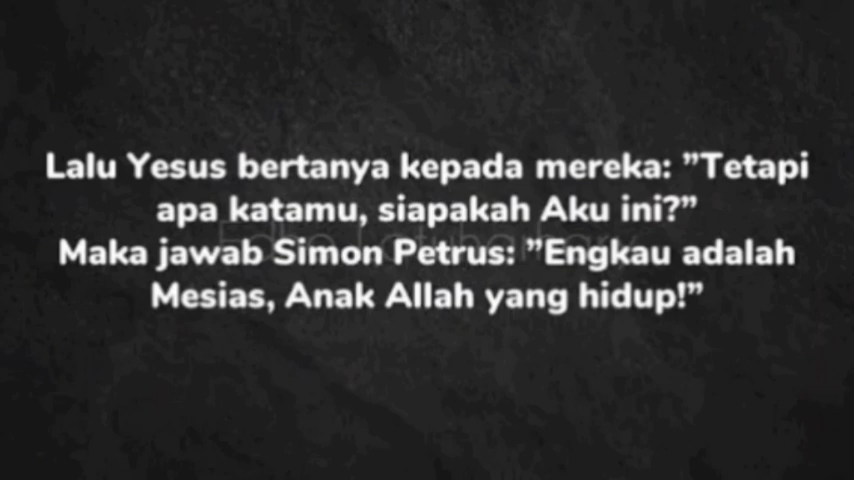 Lalu Yesus bertanya kepada mereka: ”Tetapi
apa katamu, siapakah Aku ini?”
Maka jawab Simon Petrus: ”Engkau adalah
Mesias, Anak Allah yang hidup!”